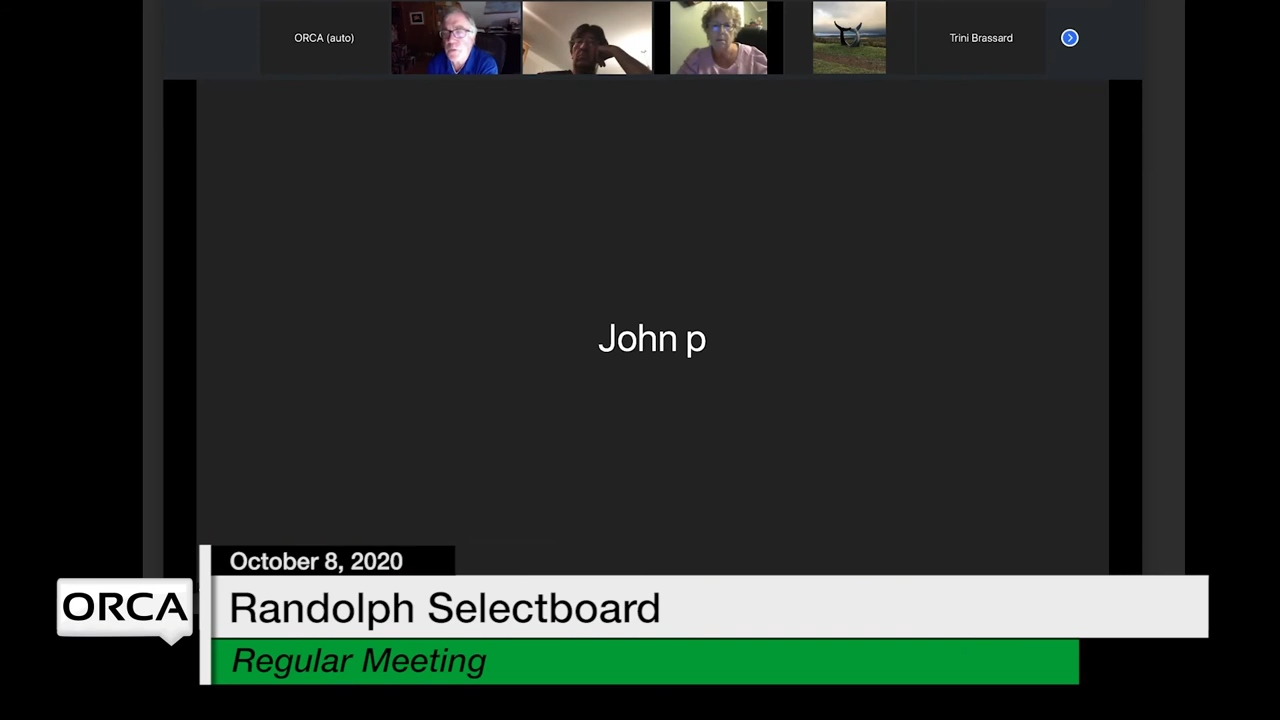 ORCA (auto)
Trini Brassard
John p
October 8, 2020
ORCA
Randolph Selectboard
Regular Meeting